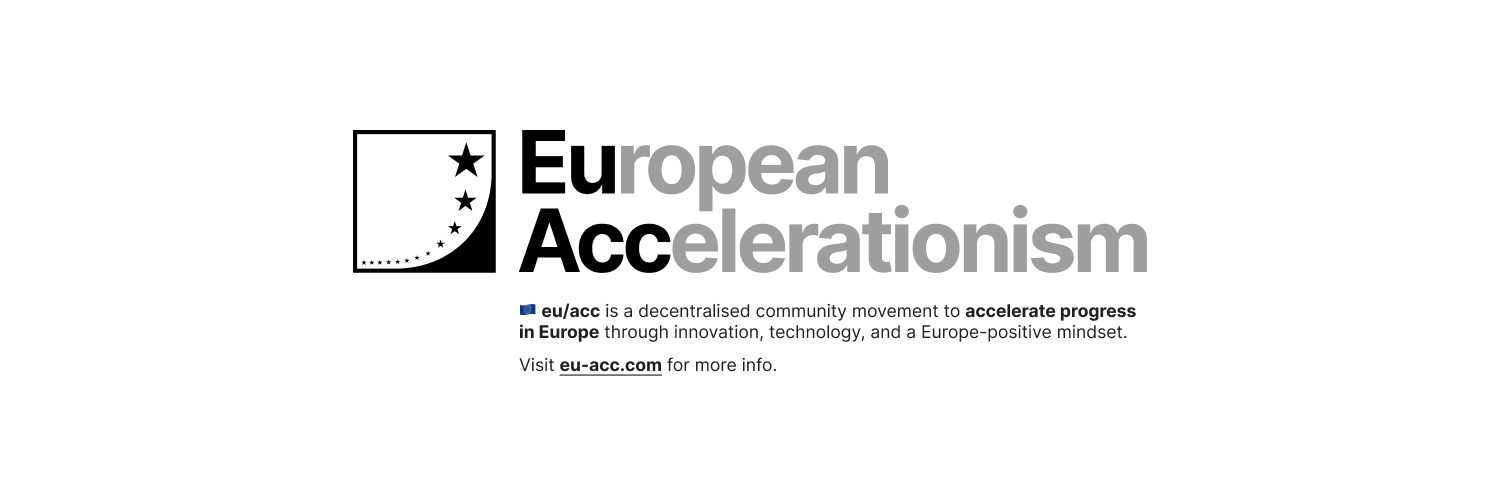 European
Accelerationism
🇪🇺 eu/acc is a decentralised community movement to accelerate progress
in Europe through innovation, technology, and a Europe-positive mindset.
Visit eu-acc.com for more info.